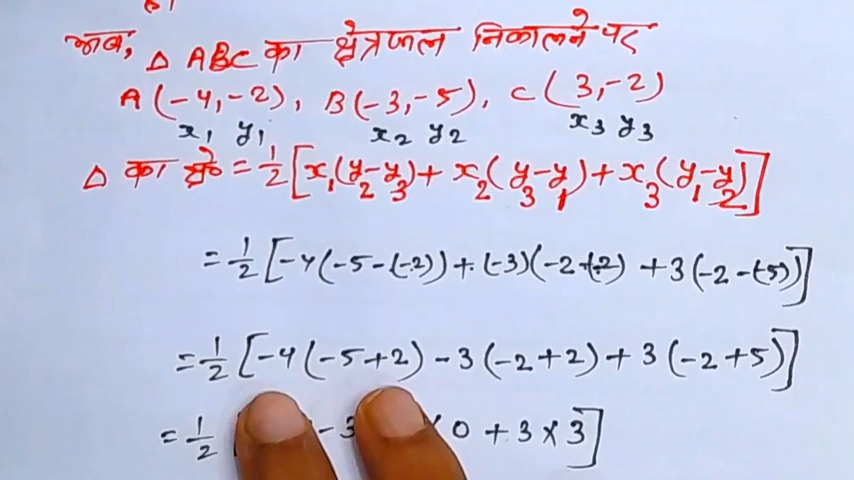 है।
अब, △ ABC का क्षेत्रफल निकालने पर
A(-4,-2), B(-3,-5), C(3,-2)
x₁ y₁ x₂ y₂ x₃ y₃
△ का क्षे० = 1/2 [x₁(y₂-y₃) + x₂(y₃-y₁) + x₃(y₁-y₂)]
= 1/2 [-4(-5-(-2)) + (-3)(-2-(-2)) + 3(-2-(-5))]
= 1/2 [-4(-5+2) - 3(-2+2) + 3(-2+5)]
= 1/2 [ -3 0 + 3 × 3]